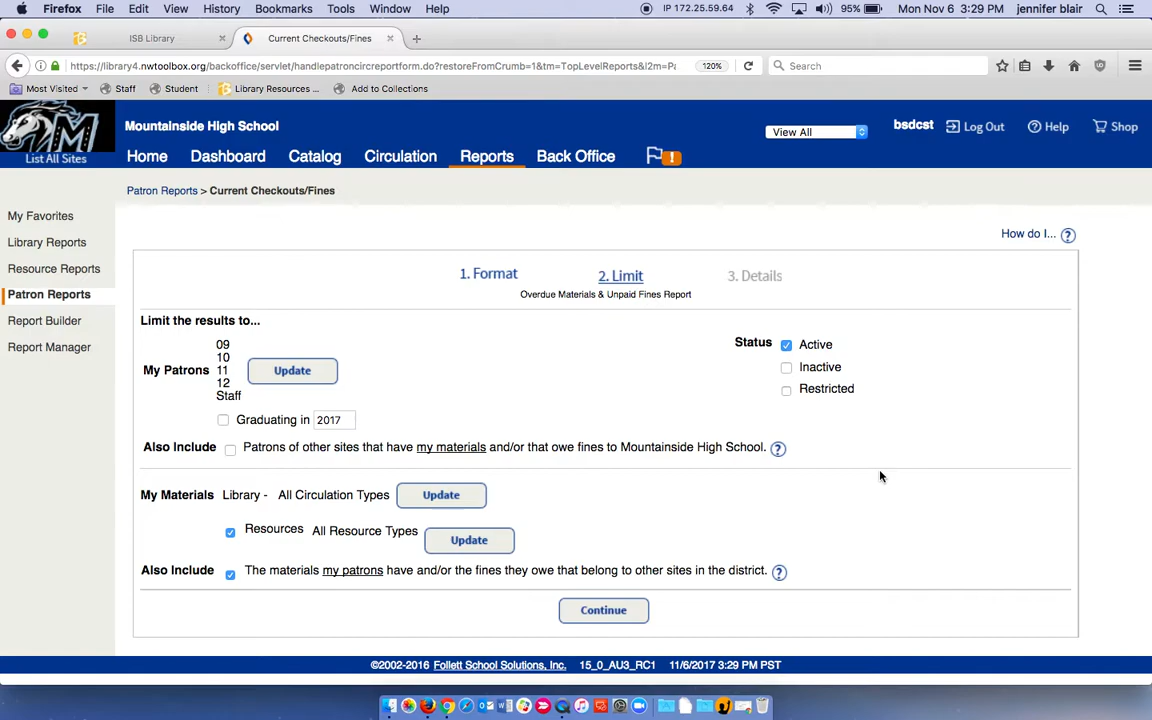 Firefox File Edit View History Bookmarks Tools Window Help IP 172.25.59.64 95% Mon Nov 6 3:29 PM jennifer blair
ISB Library Current Checkouts/Fines
https://library4.nwtoolbox.org/backoffice/servlet/handlepatroncircreportform.do?restoreFromCrumb=1&tm=TopLevelReports&l2m=Pa 120% Search
Most Visited Staff Student Library Resources ... Add to Collections
Mountainside High School View All bsdcst Log Out Help Shop
M
List All Sites
Home Dashboard Catalog Circulation Reports Back Office !
Patron Reports > Current Checkouts/Fines
My Favorites
Library Reports
Resource Reports
Patron Reports
Report Builder
Report Manager
How do I... ?
1. Format 2. Limit 3. Details
Overdue Materials & Unpaid Fines Report
Limit the results to...
My Patrons
09
10
11
12
Staff
Update
Status Active
Inactive
Restricted
Graduating in 2017
Also Include Patrons of other sites that have my materials and/or that owe fines to Mountainside High School. ?
My Materials Library - All Circulation Types Update
Resources All Resource Types Update
Also Include The materials my patrons have and/or the fines they owe that belong to other sites in the district. ?
Continue
©2002-2016 Follett School Solutions, Inc. 15_0_AU3_RC1 11/6/2017 3:29 PM PST